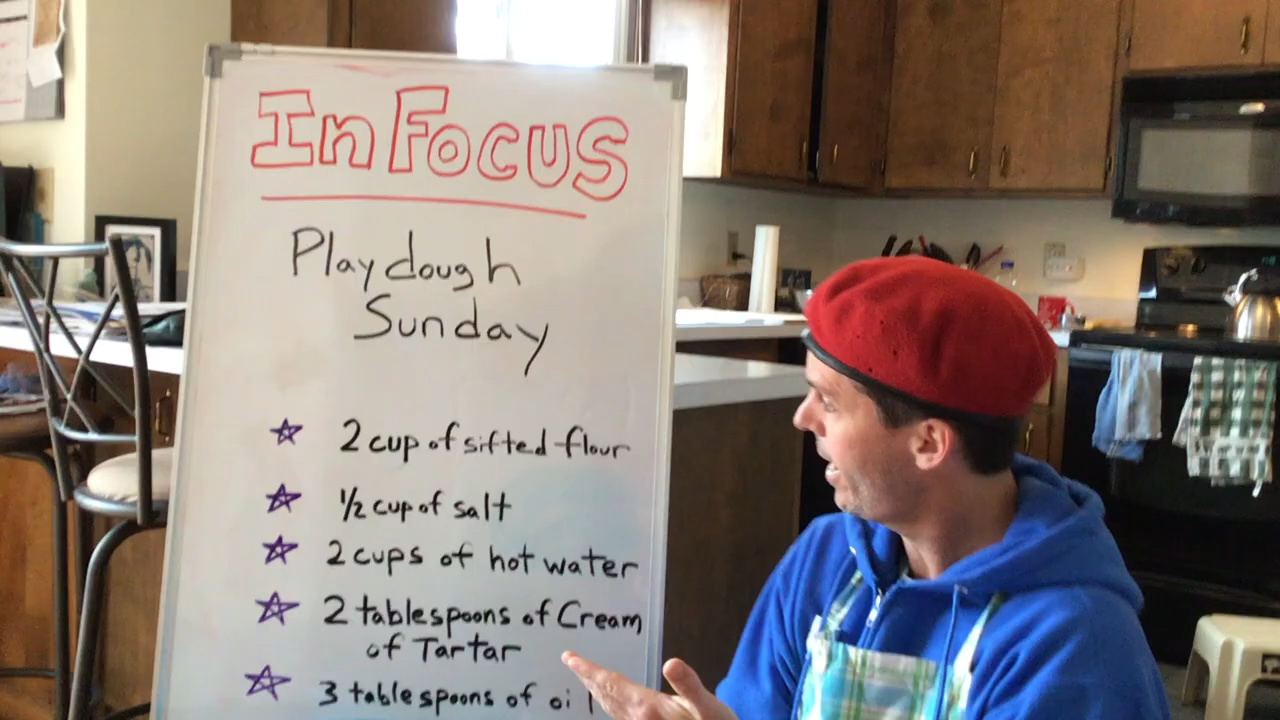 In Focus
Playdough
Sunday
2 cup of sifted flour
1/2 cup of salt
2 cups of hot water
2 tablespoons of Cream
of Tartar
3 tablespoons of oil